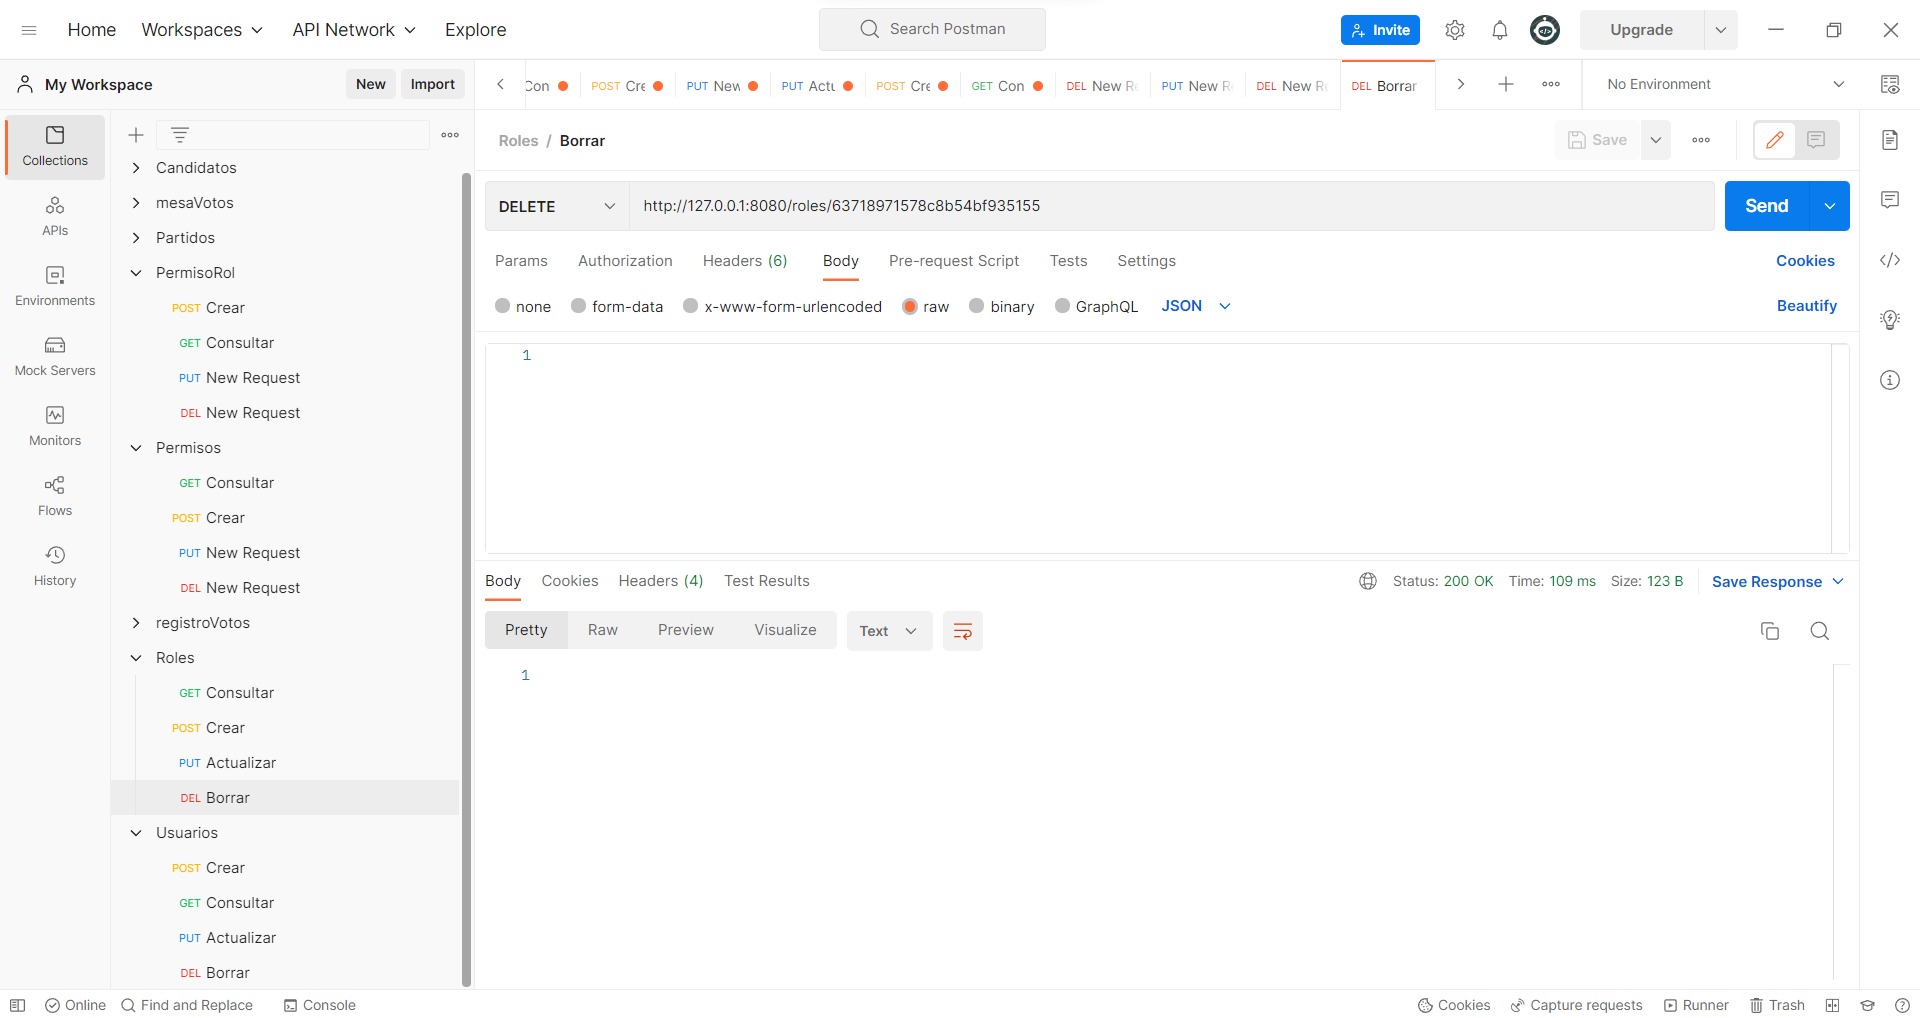 Home Workspaces API Network Explore Search Postman Invite Upgrade
My Workspace New Import
Con POST Cre PUT New PUT Actu POST Cre GET Con DEL New Re PUT New R DEL New Re DEL Borrar No Environment
Collections
APIs
Environments
Mock Servers
Monitors
Flows
History
Candidatos
mesaVotos
Partidos
PermisoRol
POST Crear
GET Consultar
PUT New Request
DEL New Request
Permisos
GET Consultar
POST Crear
PUT New Request
DEL New Request
registroVotos
Roles
GET Consultar
POST Crear
PUT Actualizar
DEL Borrar
Usuarios
POST Crear
GET Consultar
PUT Actualizar
DEL Borrar
Roles / Borrar Save
DELETE http://127.0.0.1:8080/roles/63718971578c8b54bf935155 Send
Params Authorization Headers (6) Body Pre-request Script Tests Settings Cookies
none form-data x-www-form-urlencoded raw binary GraphQL JSON Beautify
1
Body Cookies Headers (4) Test Results Status: 200 OK Time: 109 ms Size: 123 B Save Response
Pretty Raw Preview Visualize Text
1
Online Find and Replace Console Cookies Capture requests Runner Trash